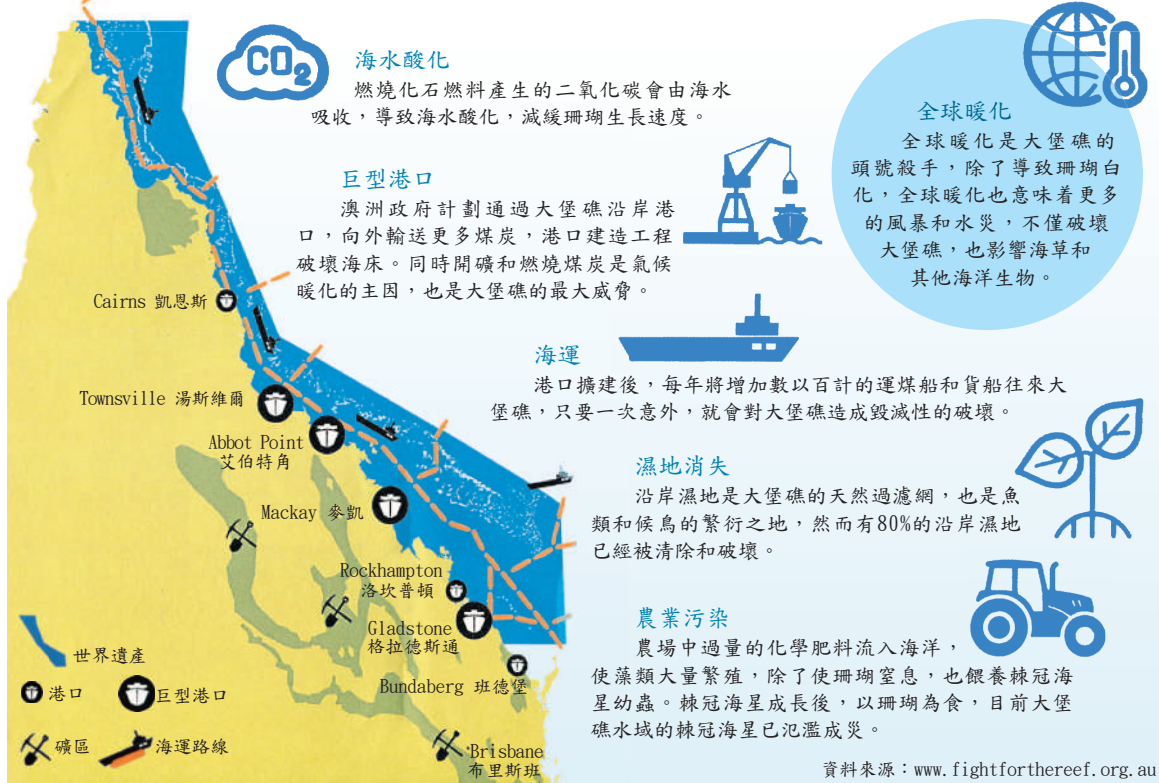 CO₂
海水酸化
燃燒化石燃料產生的二氧化碳會由海水
吸收，導致海水酸化，減緩珊瑚生長速度。
全球暖化
全球暖化是大堡礁的
頭號殺手，除了導致珊瑚白
化，全球暖化也意味着更多
的風暴和水災，不僅破壞
大堡礁，也影響海草和
其他海洋生物。
巨型港口
澳洲政府計劃通過大堡礁沿岸港
口，向外輸送更多煤炭，港口建造工程
破壞海床。同時開礦和燃燒煤炭是氣候
暖化的主因，也是大堡礁的最大威脅。
海運
港口擴建後，每年將增加數以百計的運煤船和貨船往來大
堡礁，只要一次意外，就會對大堡礁造成毀滅性的破壞。
濕地消失
沿岸濕地是大堡礁的天然過濾網，也是魚
類和候鳥的繁衍之地，然而有80%的沿岸濕地
已經被清除和破壞。
農業污染
農場中過量的化學肥料流入海洋，
使藻類大量繁殖，除了使珊瑚窒息，也餵養棘冠海
星幼蟲。棘冠海星成長後，以珊瑚為食，目前大堡
礁水域的棘冠海星已氾濫成災。
Cairns 凱恩斯
Townsville 湯斯維爾
Abbot Point
艾伯特角
Mackay 麥凱
Rockhampton
洛坎普頓
Gladstone
格拉德斯通
Bundaberg 班德堡
Brisbane
布里斯班
世界遺產
港口
巨型港口
礦區
海運路線
資料來源：www.fightforthereef.org.au